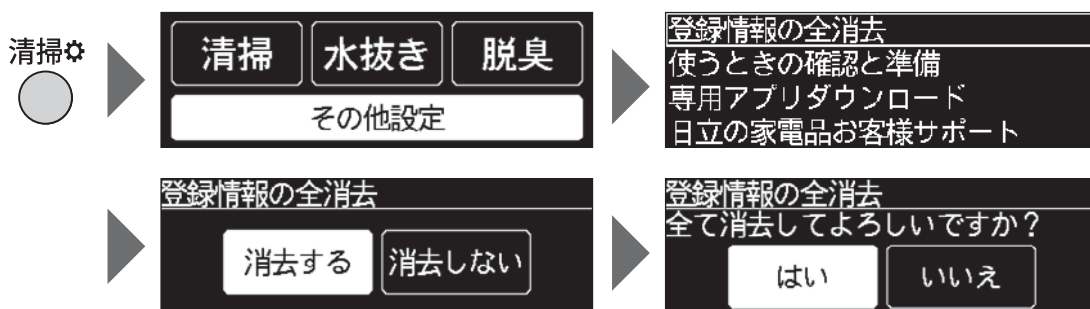 清掃
清掃 水抜き 脱臭
その他設定
登録情報の全消去
使うときの確認と準備
専用アプリダウンロード
日立の家電品お客様サポート
登録情報の全消去
消去する 消去しない
登録情報の全消去
全て消去してよろしいですか？
はい いいえ